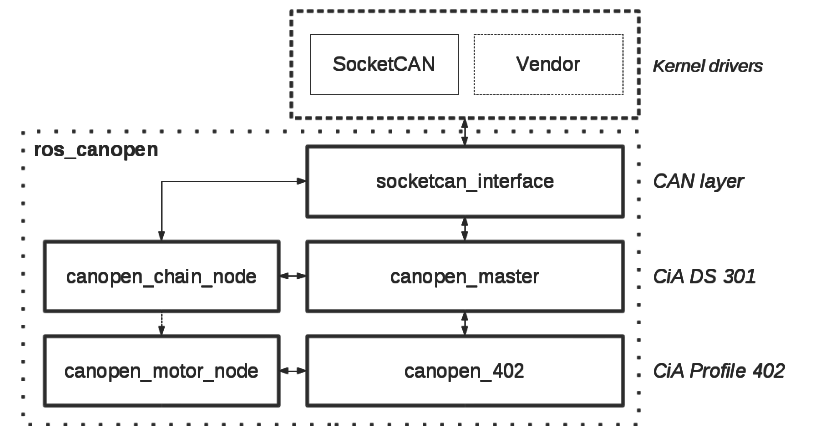 SocketCAN
Vendor
Kernel drivers
ros_canopen
socketcan_interface
CAN layer
canopen_chain_node
canopen_master
CiA DS 301
canopen_motor_node
canopen_402
CiA Profile 402